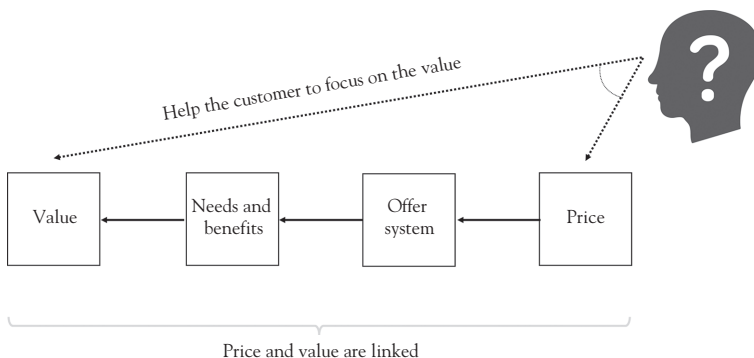 Help the customer to focus on the value
Value
Needs and
benefits
Offer
system
Price
?
Price and value are linked